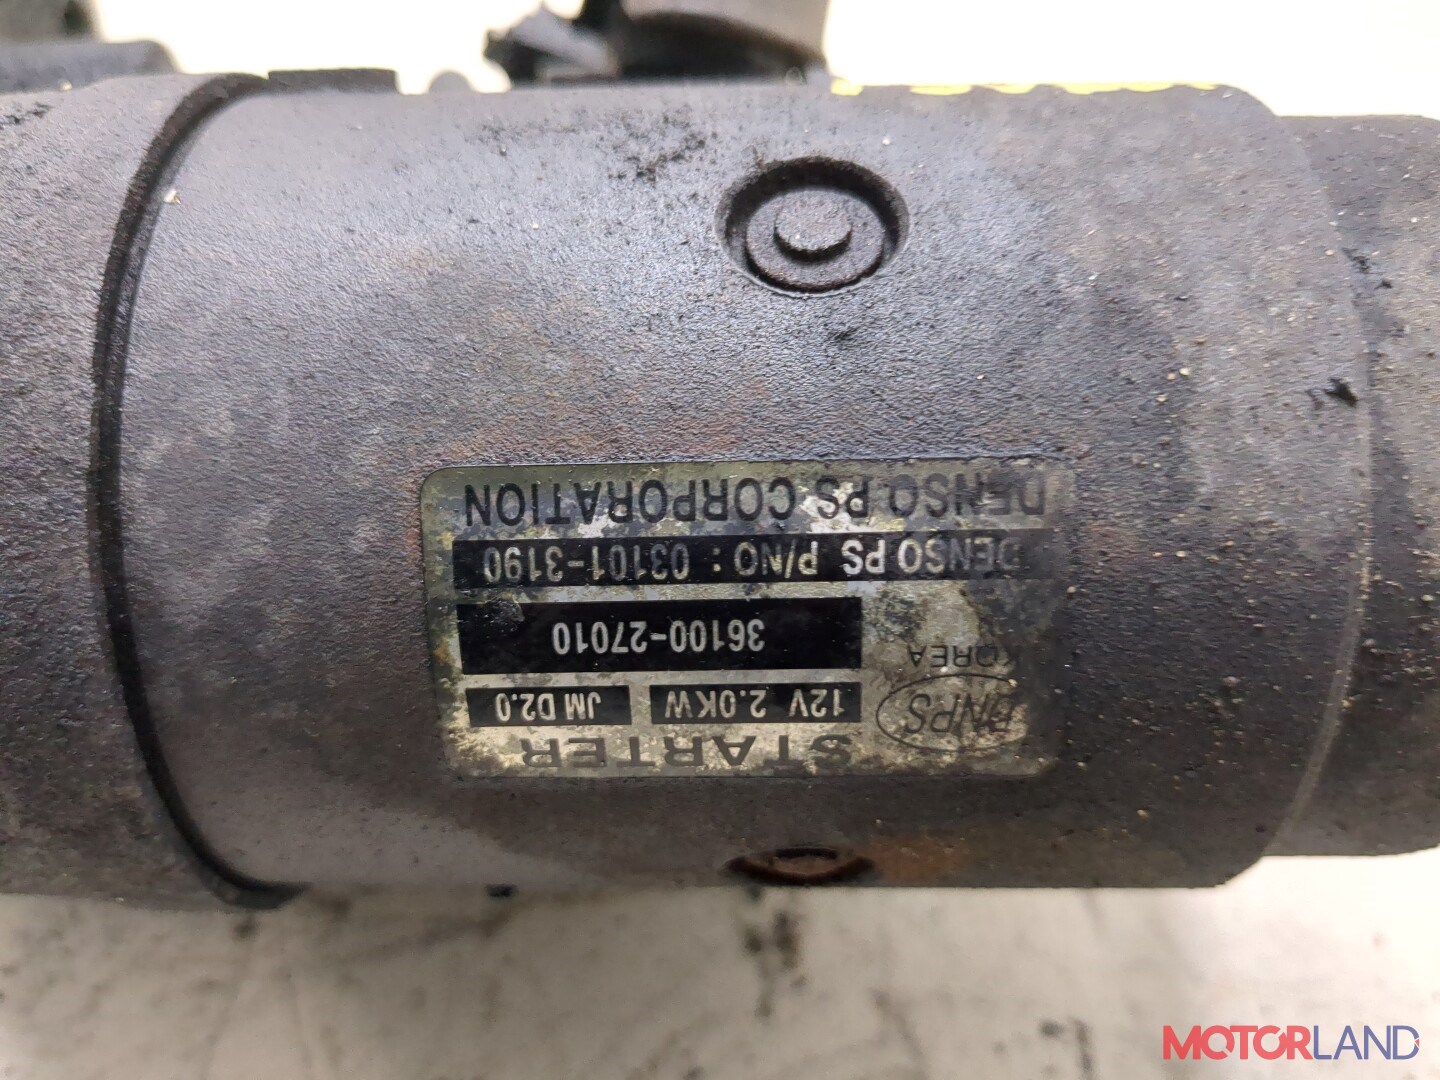 STARTER
12V 2.0KW JM D2.0
DNPS
36100-27010
KOREA
DENSO PS P/NO : 03101-3190
DENSO PS CORPORATION
MOTORLAND